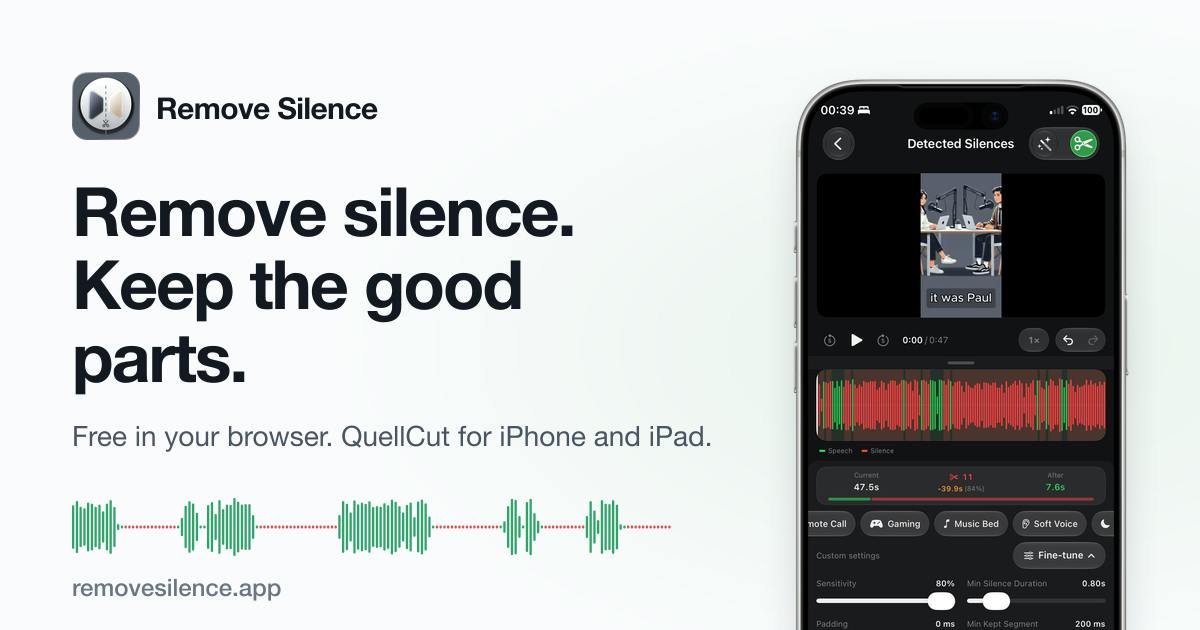 Remove Silence
Remove silence.
Keep the good
parts.
Free in your browser. QuellCut for iPhone and iPad.
removesilence.app
00:39
100
Detected Silences
it was Paul
5
5
0:00 / 0:47
1×
Speech
Silence
Current
11
After
47.5s
-39.9s (84%)
7.6s
mote Call
Gaming
Music Bed
Soft Voice
Custom settings
Fine-tune
Sensitivity
80%
Min Silence Duration
0.80s
Padding
0 ms
Min Kept Segment
200 ms